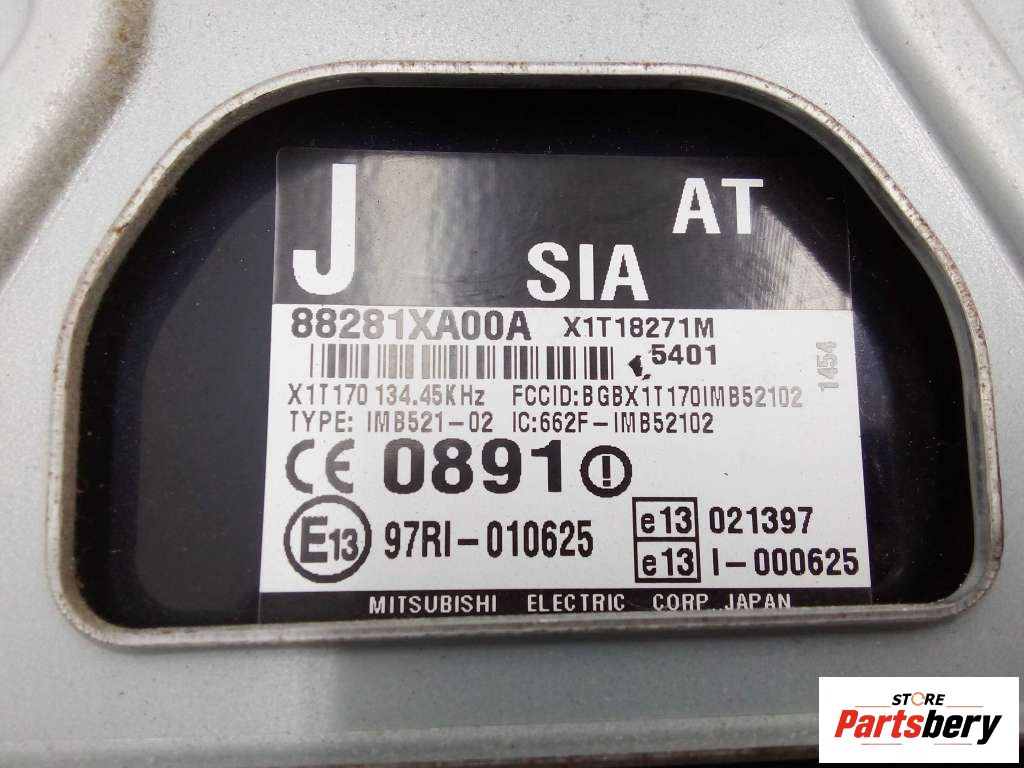 J
AT
SIA
88281XA00A X1T18271M
5401
1454
X1T170 134.45KHz FCCID:BGBX1T170IMB52102
TYPE: IMB521-02 IC:662F-IMB52102
CE 0891
E13 97RI-010625
e13 021397
e13 I-000625
MITSUBISHI ELECTRIC CORP. JAPAN
STORE
Partsbery